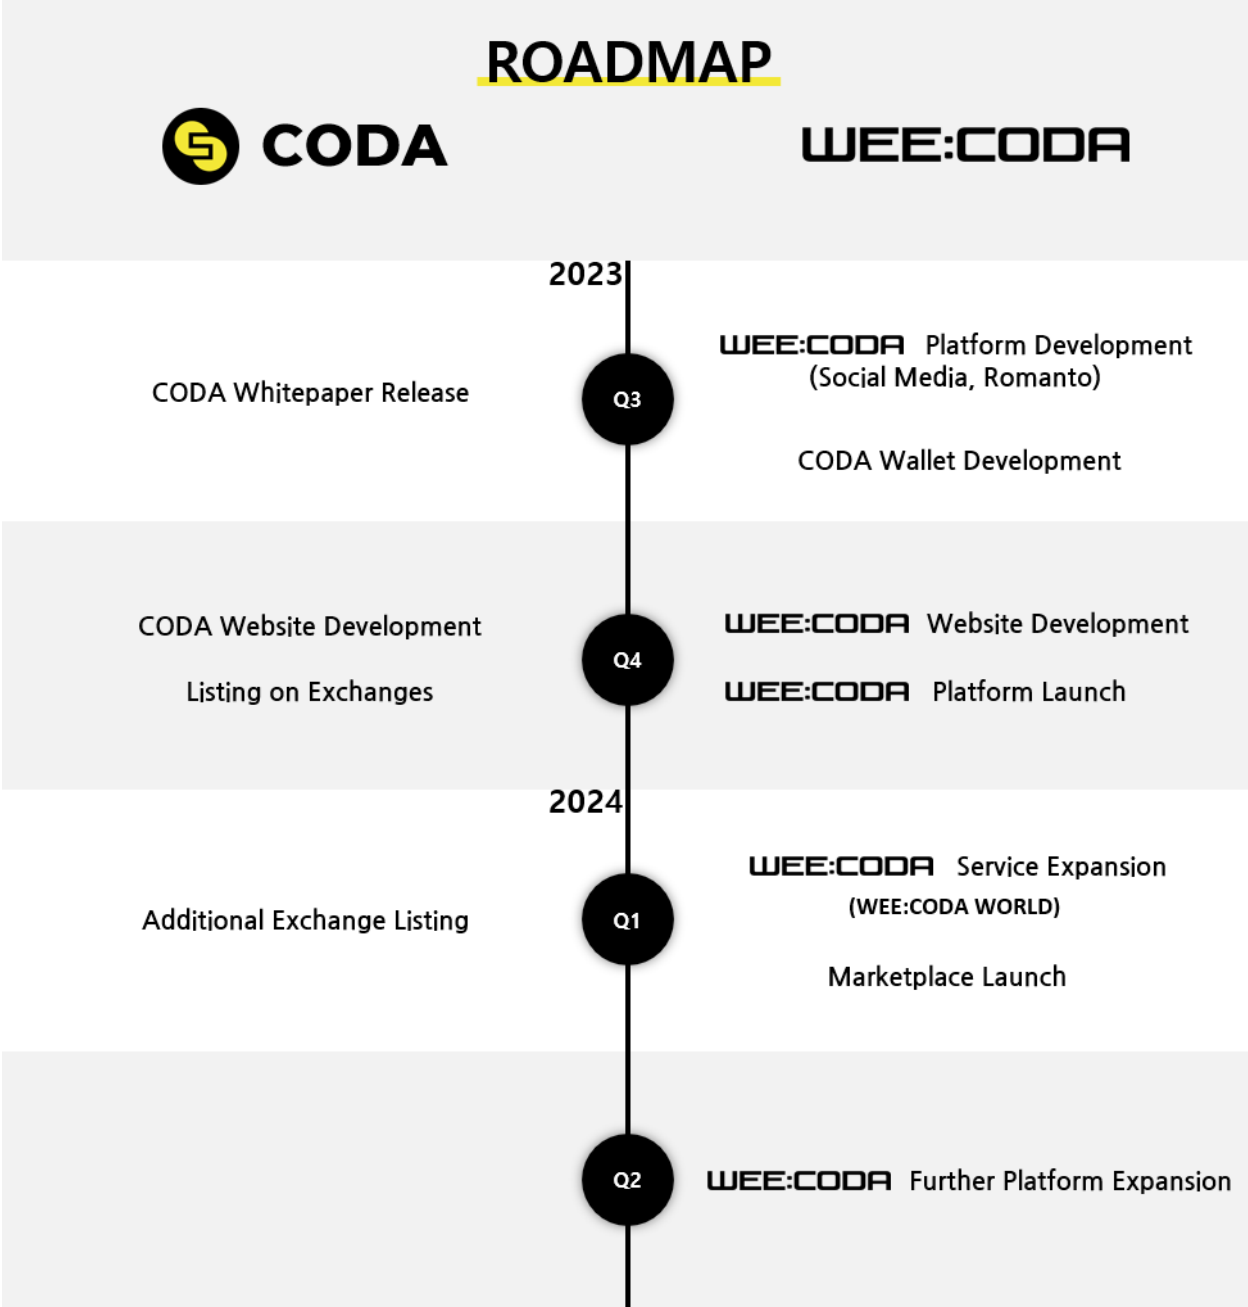 ROADMAP
CODA
WEE:CODA
2023
CODA Whitepaper Release
Q3
WEE:CODA Platform Development
(Social Media, Romanto)
CODA Wallet Development
CODA Website Development
Listing on Exchanges
Q4
WEE:CODA Website Development
WEE:CODA Platform Launch
2024
Additional Exchange Listing
Q1
WEE:CODA Service Expansion
(WEE:CODA WORLD)
Marketplace Launch
Q2
WEE:CODA Further Platform Expansion